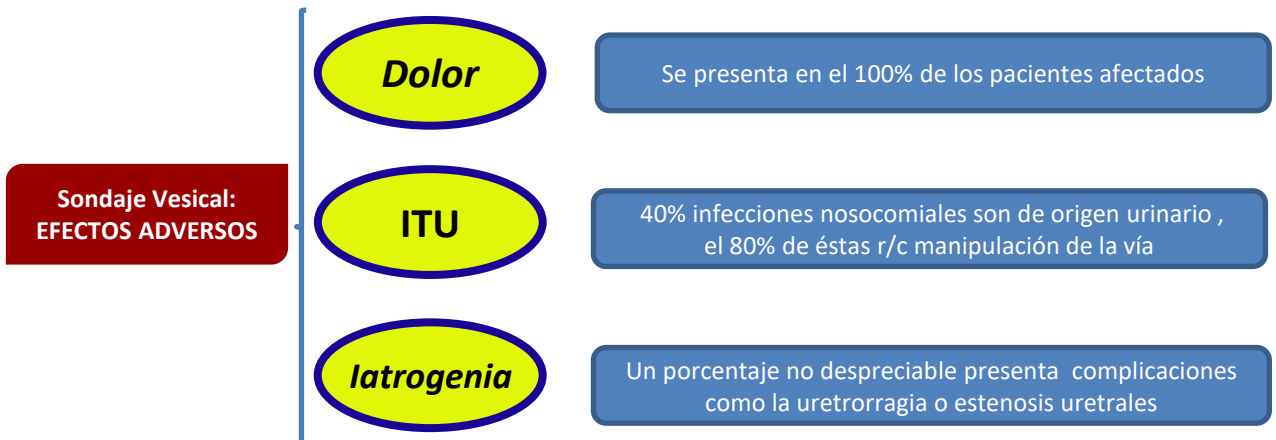 Sondaje Vesical:
EFECTOS ADVERSOS
Dolor
Se presenta en el 100% de los pacientes afectados
ITU
40% infecciones nosocomiales son de origen urinario ,
el 80% de éstas r/c manipulación de la vía
Iatrogenia
Un porcentaje no despreciable presenta  complicaciones
como la uretrorragia o estenosis uretrales